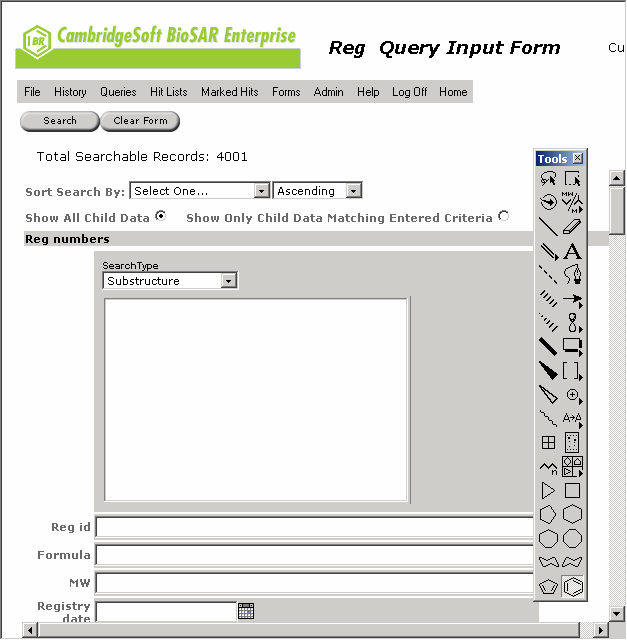 BR CambridgeSoft BioSAR Enterprise
Reg Query Input Form
Cu
File History Queries Hit Lists Marked Hits Forms Admin Help Log Off Home
Search Clear Form
Total Searchable Records: 4001
Tools
Sort Search By: Select One... Ascending
Show All Child Data Show Only Child Data Matching Entered Criteria
Reg numbers
SearchType
Substructure
MW
M
A
A A
n
Reg id
Formula
MW
Registry
date